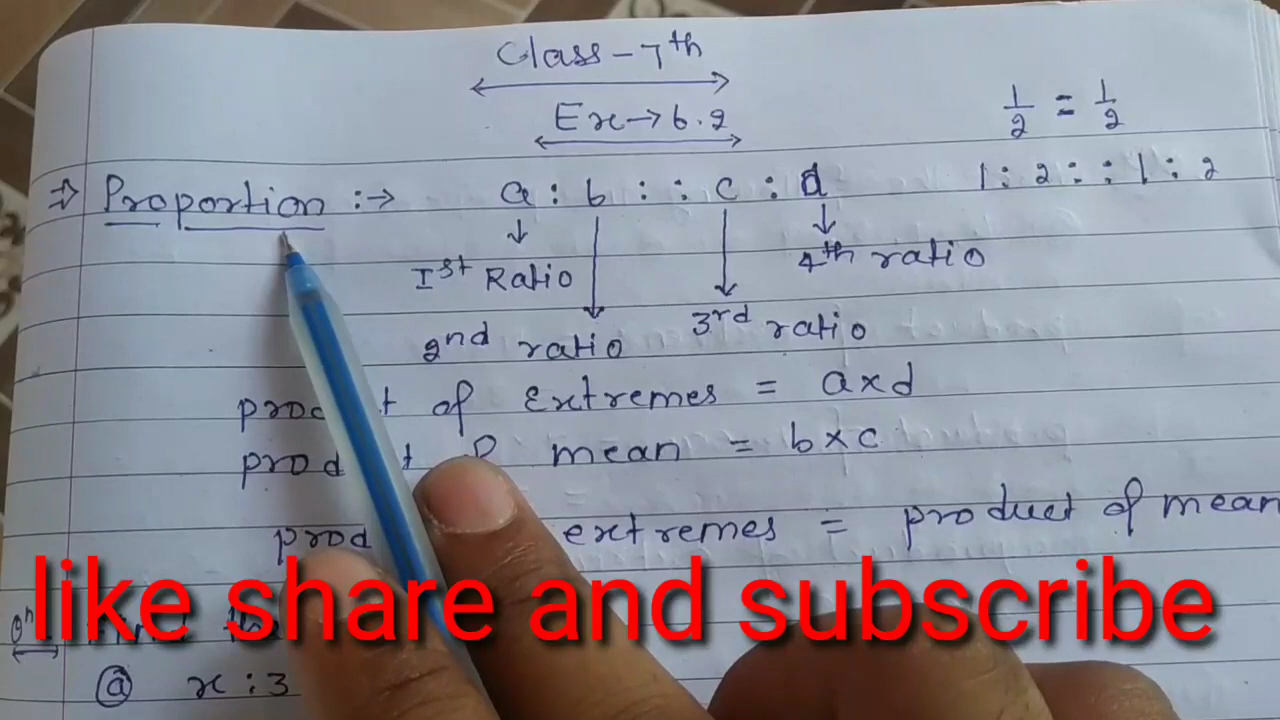 Class - 7th
Ex → 6.2
1/2 = 1/2
⇒ Proportion :→ a : b : : c : d
1 : 2 : : 1 : 2
Ist Ratio
4th ratio
2nd ratio
3rd ratio
of extremes = a x d
mean = b x c
extremes = product of mean
like share and subscribe
ⓐ x : 3